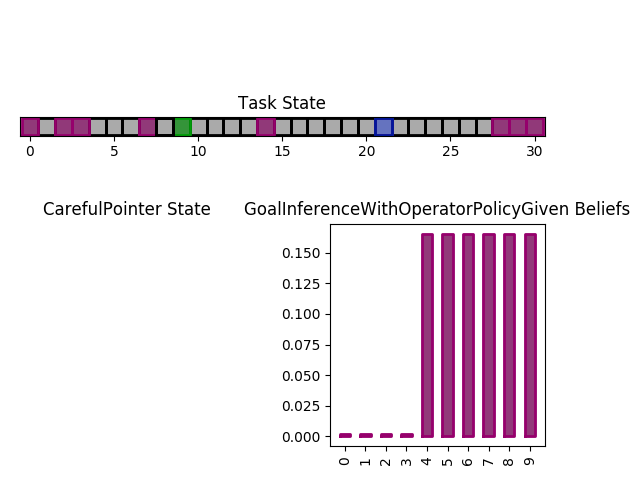 Task State
0 5 10 15 20 25 30
CarefulPointer State
GoalInferenceWithOperatorPolicyGiven Beliefs
0.150
0.125
0.100
0.075
0.050
0.025
0.000
0 1 2 3 4 5 6 7 8 9